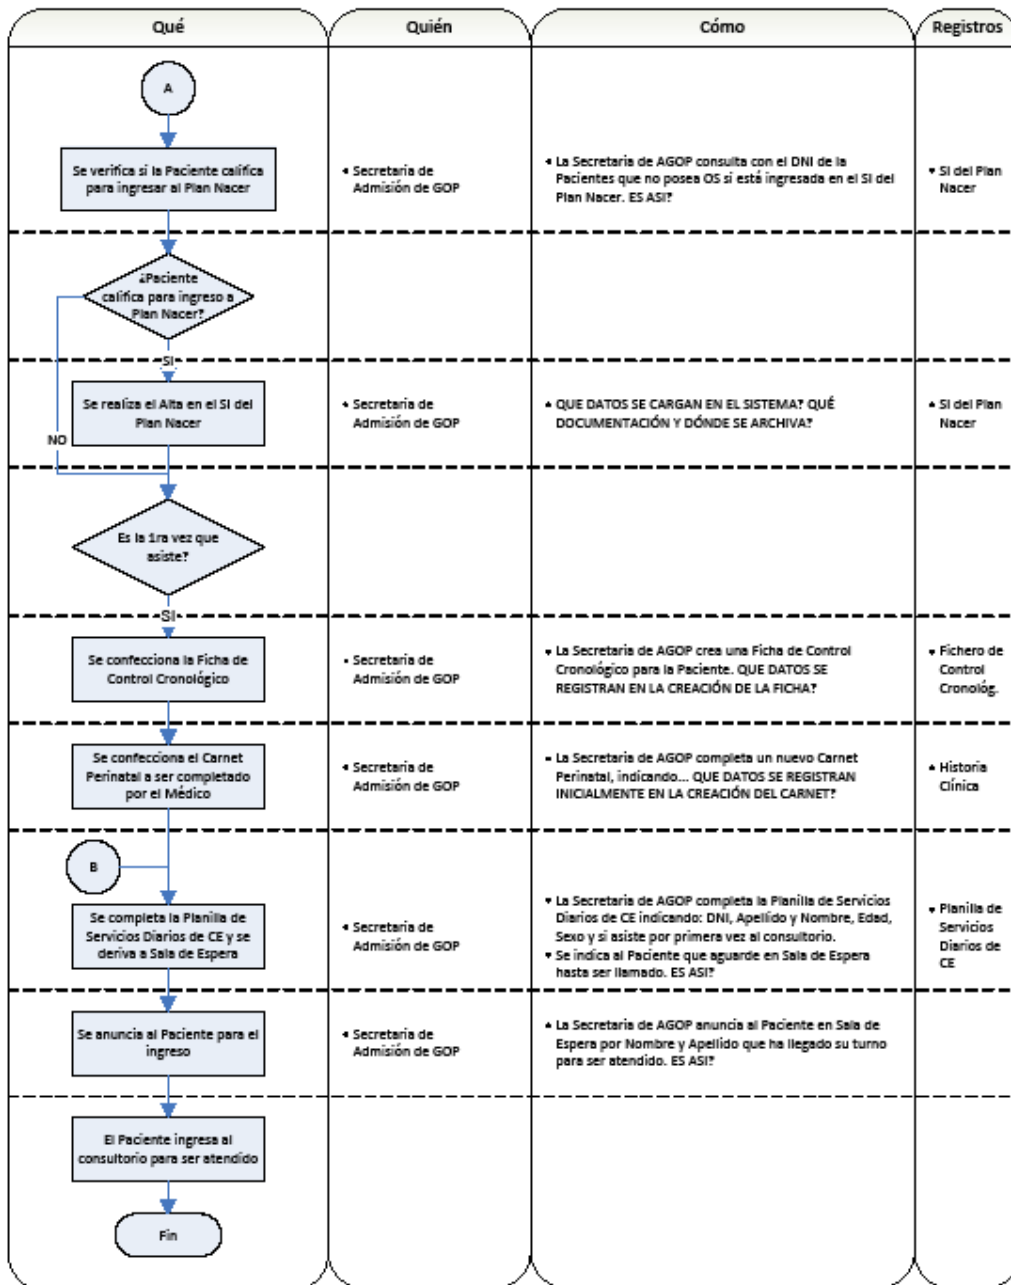 Qué
Quién
Cómo
Registros
A
Se verifica si la Paciente califica
para ingresar al Plan Nacer
• Secretaria de
Admisión de GOP
• La Secretaria de AGOP consulta con el DNI de la
Pacientes que no posea OS si está ingresada en el SI del
Plan Nacer. ES ASI?
• SI del Plan
Nacer
¿Paciente
califica para ingreso a
Plan Nacer?
SI
NO
Se realiza el Alta en el SI del
Plan Nacer
• Secretaria de
Admisión de GOP
• QUE DATOS SE CARGAN EN EL SISTEMA? QUÉ
DOCUMENTACIÓN Y DÓNDE SE ARCHIVA?
• SI del Plan
Nacer
Es la 1ra vez que
asiste?
SI
Se confecciona la Ficha de
Control Cronológico
• Secretaria de
Admisión de GOP
• La Secretaria de AGOP crea una Ficha de Control
Cronológico para la Paciente. QUE DATOS SE
REGISTRAN EN LA CREACIÓN DE LA FICHA?
• Fichero de
Control
Cronológ.
Se confecciona el Carnet
Perinatal a ser completado
por el Médico
• Secretaria de
Admisión de GOP
• La Secretaria de AGOP completa un nuevo Carnet
Perinatal, indicando... QUE DATOS SE REGISTRAN
INICIALMENTE EN LA CREACIÓN DEL CARNET?
• Historia
Clínica
B
Se completa la Planilla de
Servicios Diarios de CE y se
deriva a Sala de Espera
• Secretaria de
Admisión de GOP
• La Secretaria de AGOP completa la Planilla de Servicios
Diarios de CE indicando: DNI, Apellido y Nombre, Edad,
Sexo y si asiste por primera vez al consultorio.
• Se indica al Paciente que aguarde en Sala de Espera
hasta ser llamado. ES ASI?
• Planilla de
Servicios
Diarios de
CE
Se anuncia al Paciente para el
ingreso
• Secretaria de
Admisión de GOP
• La Secretaria de AGOP anuncia al Paciente en Sala de
Espera por Nombre y Apellido que ha llegado su turno
para ser atendido. ES ASI?
El Paciente ingresa al
consultorio para ser atendido
Fin